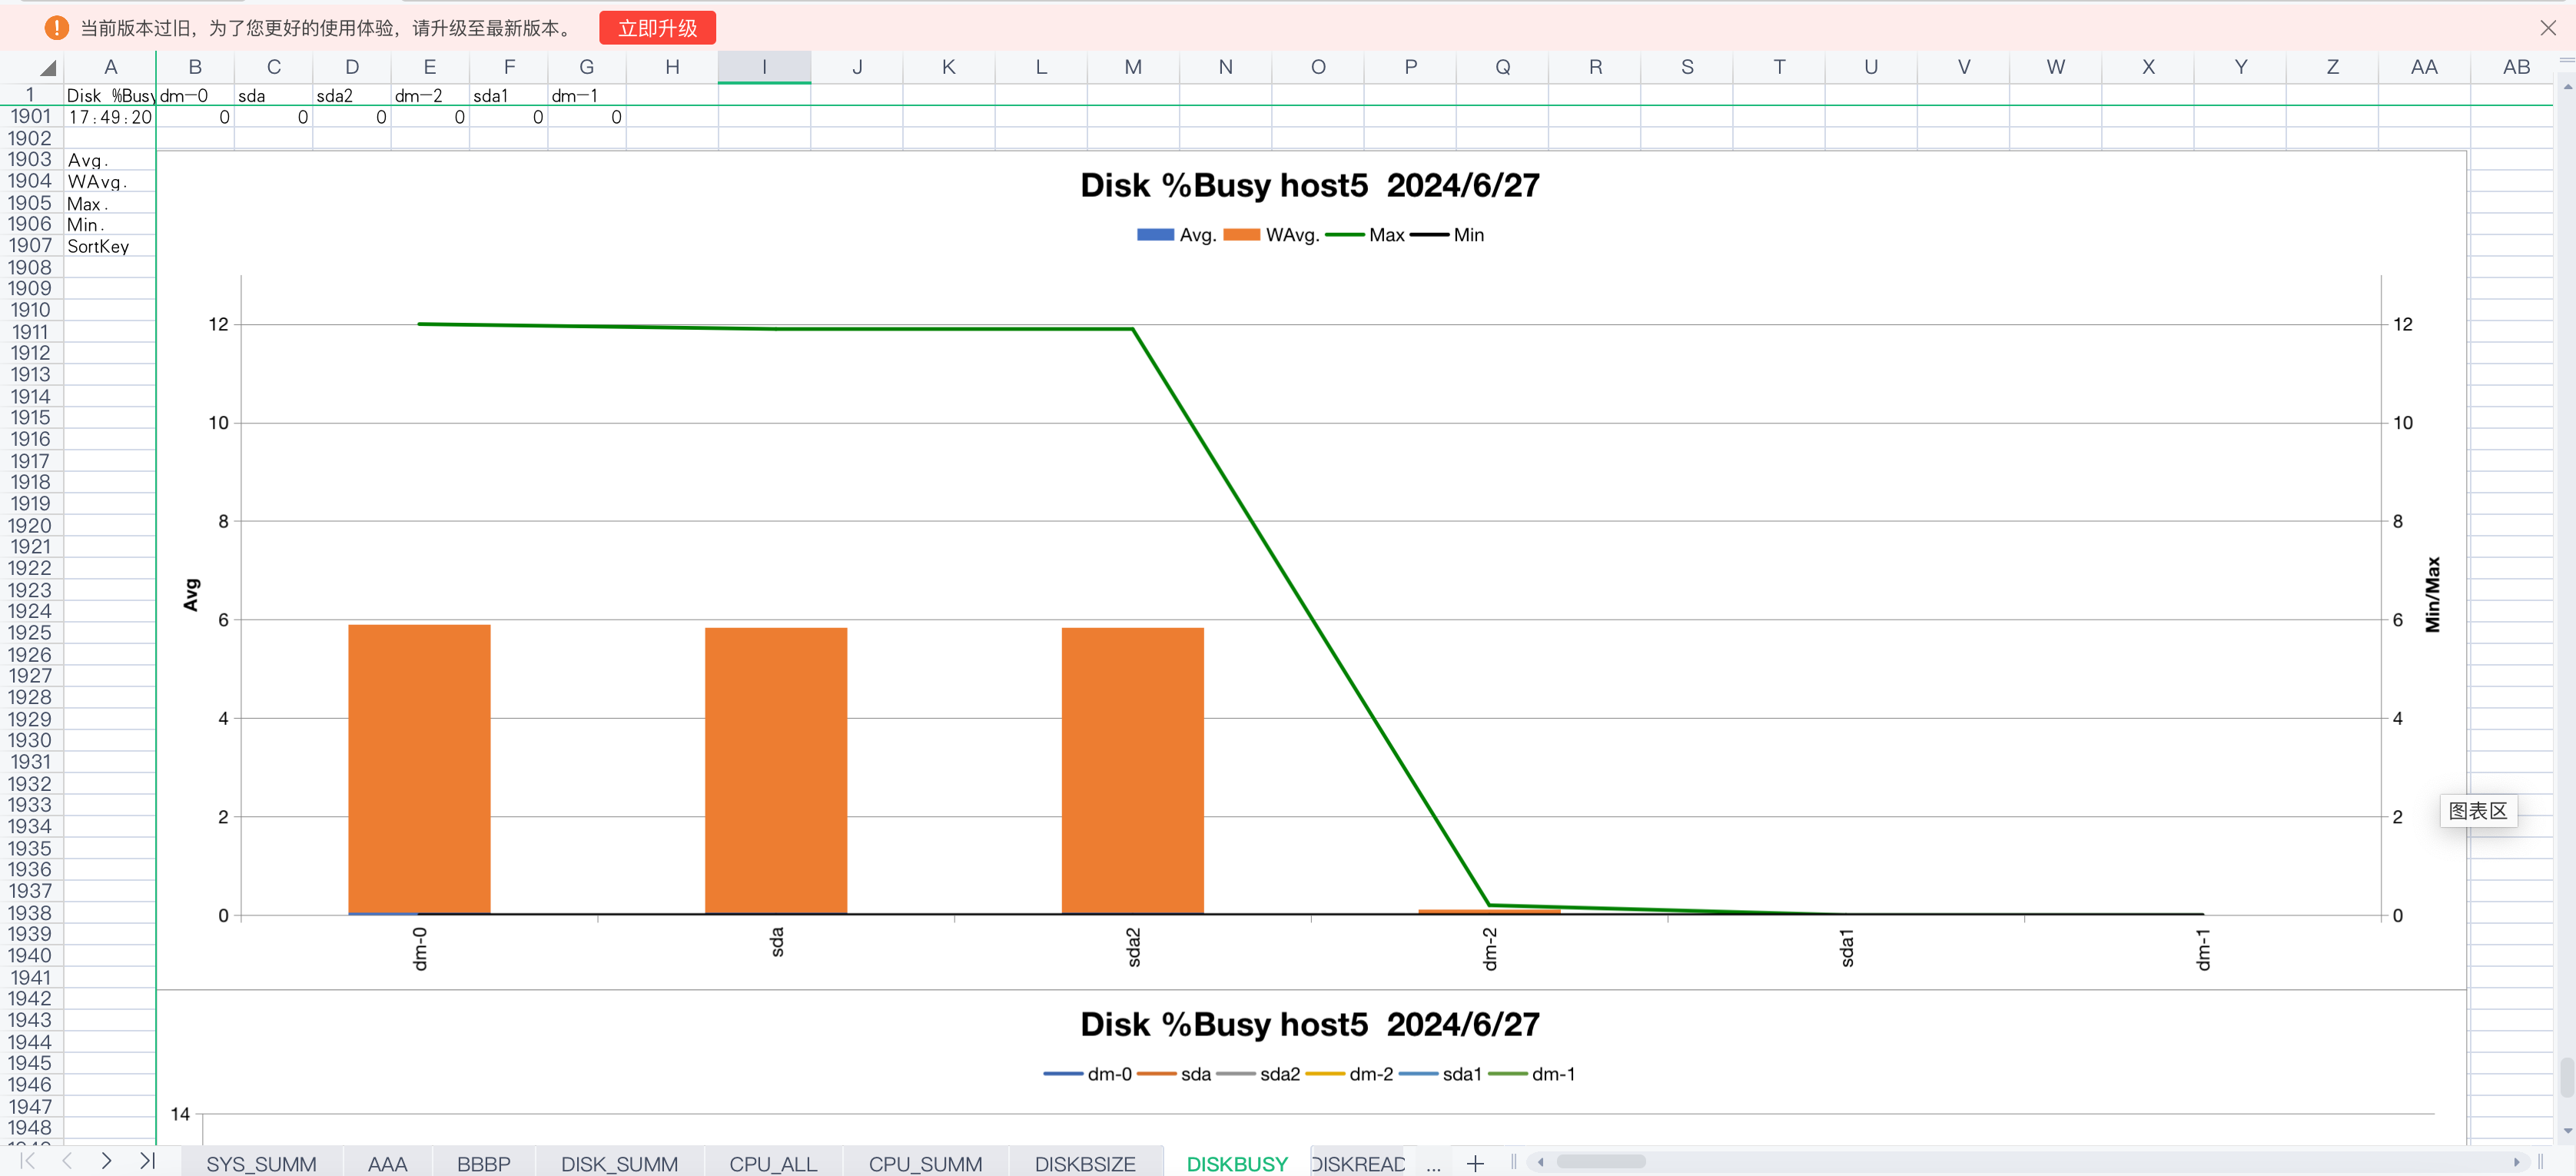 当前版本过旧，为了您更好的使用体验，请升级至最新版本。 立即升级
A B C D E F G H I J K L M N O P Q R S T U V W X Y Z AA AB
1 Disk %Busy dm-0 sda sda2 dm-2 sda1 dm-1
1901 17:49:20 0 0 0 0 0 0
1902
1903 Avg.
1904 WAvg.
1905 Max.
1906 Min.
1907 SortKey
1908
1909
1910
1911
1912
1913
1914
1915
1916
1917
1918
1919
1920
1921
1922
1923
1924
1925
1926
1927
1928
1929
1930
1931
1932
1933
1934
1935
1936
1937
1938
1939
1940
1941
1942
1943
1944
1945
1946
1947
1948
Disk %Busy host5 2024/6/27
Avg. WAvg. Max Min
12 12
10 10
8 8
Avg
Min/Max
6 6
4 4
2 2
图表区
0 0
dm-0 sda sda2 dm-2 sda1 dm-1
Disk %Busy host5 2024/6/27
dm-0 sda sda2 dm-2 sda1 dm-1
14
SYS_SUMM AAA BBBP DISK_SUMM CPU_ALL CPU_SUMM DISKBSIZE DISKBUSY DISKREAD ... +